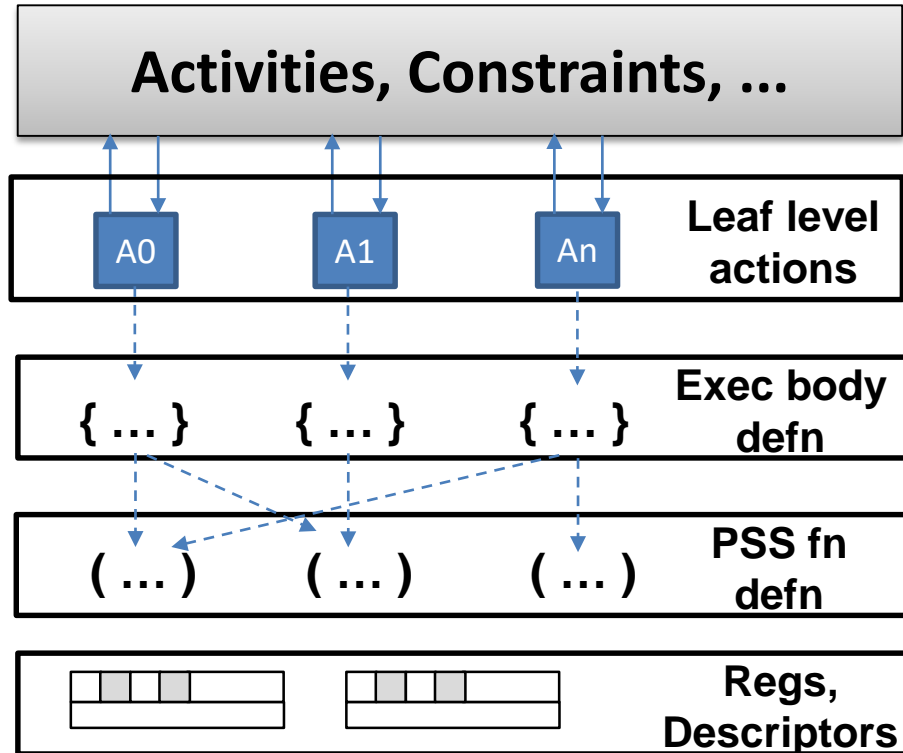 Activities, Constraints, ...
A0 A1 An Leaf level
actions
{ ... } { ... } { ... } Exec body
defn
( ... ) ( ... ) ( ... ) PSS fn
defn
Regs,
Descriptors